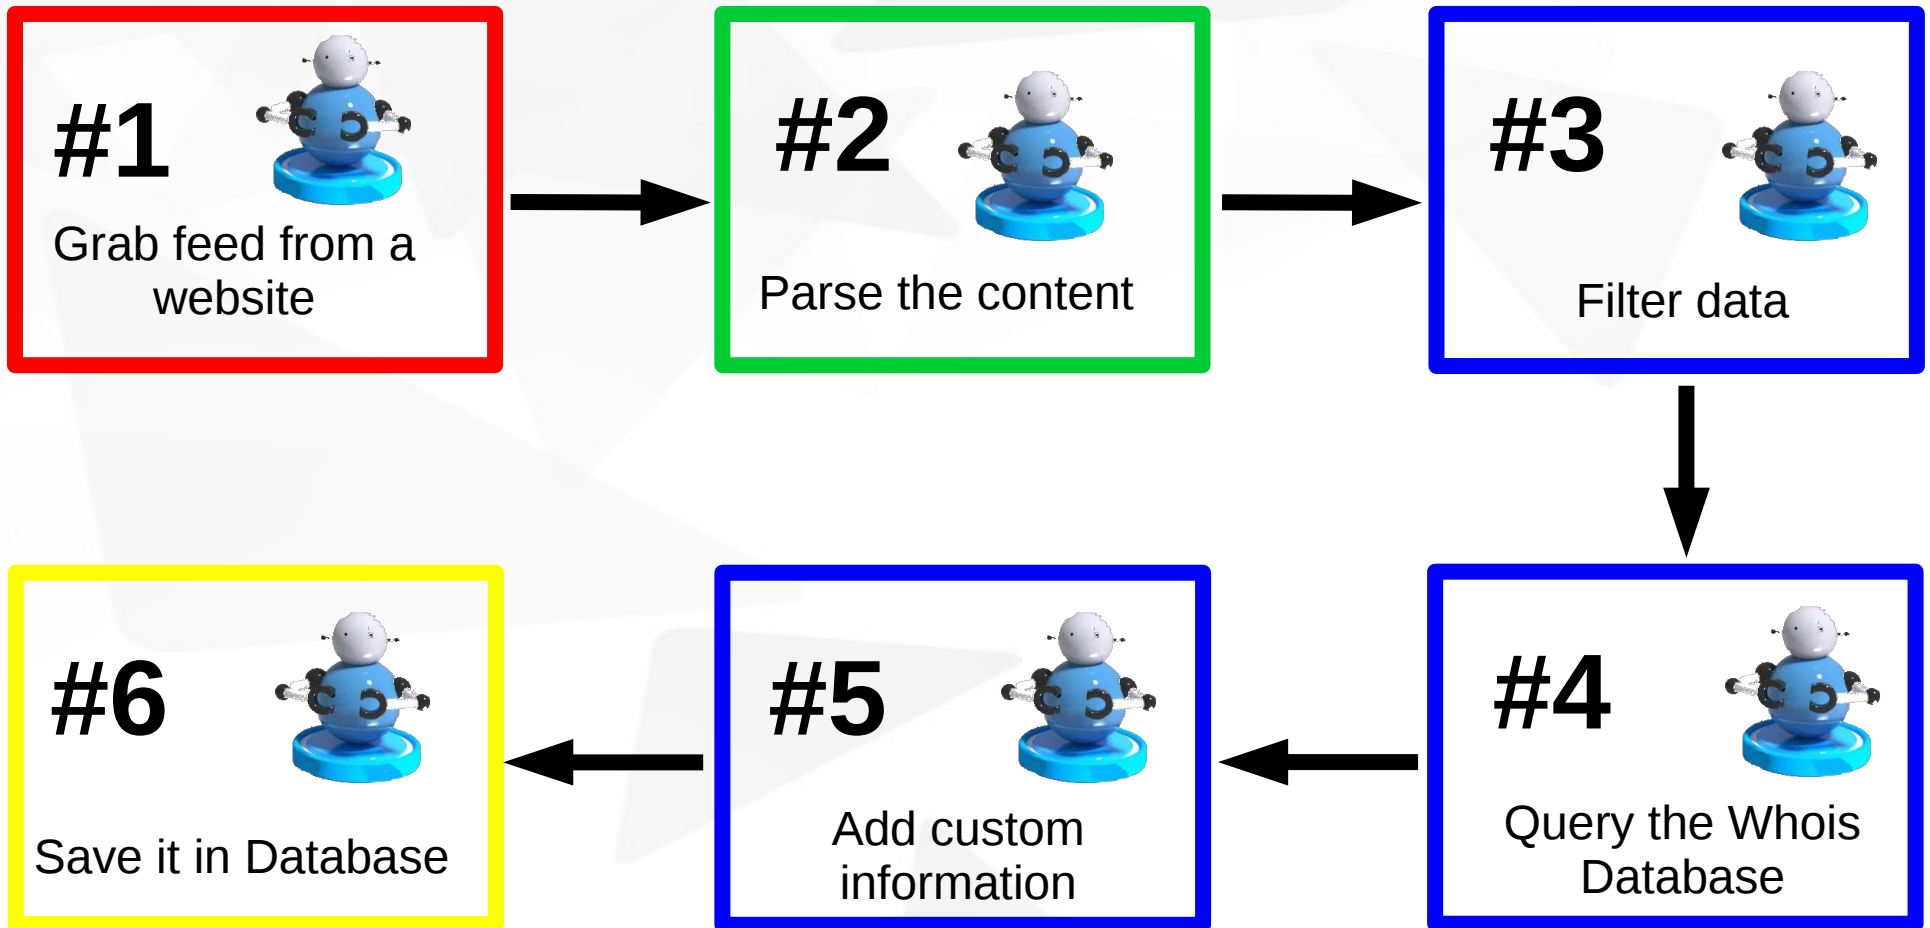 #1
Grab feed from a
website
#2
Parse the content
#3
Filter data
#4
Query the Whois
Database
#5
Add custom
information
#6
Save it in Database